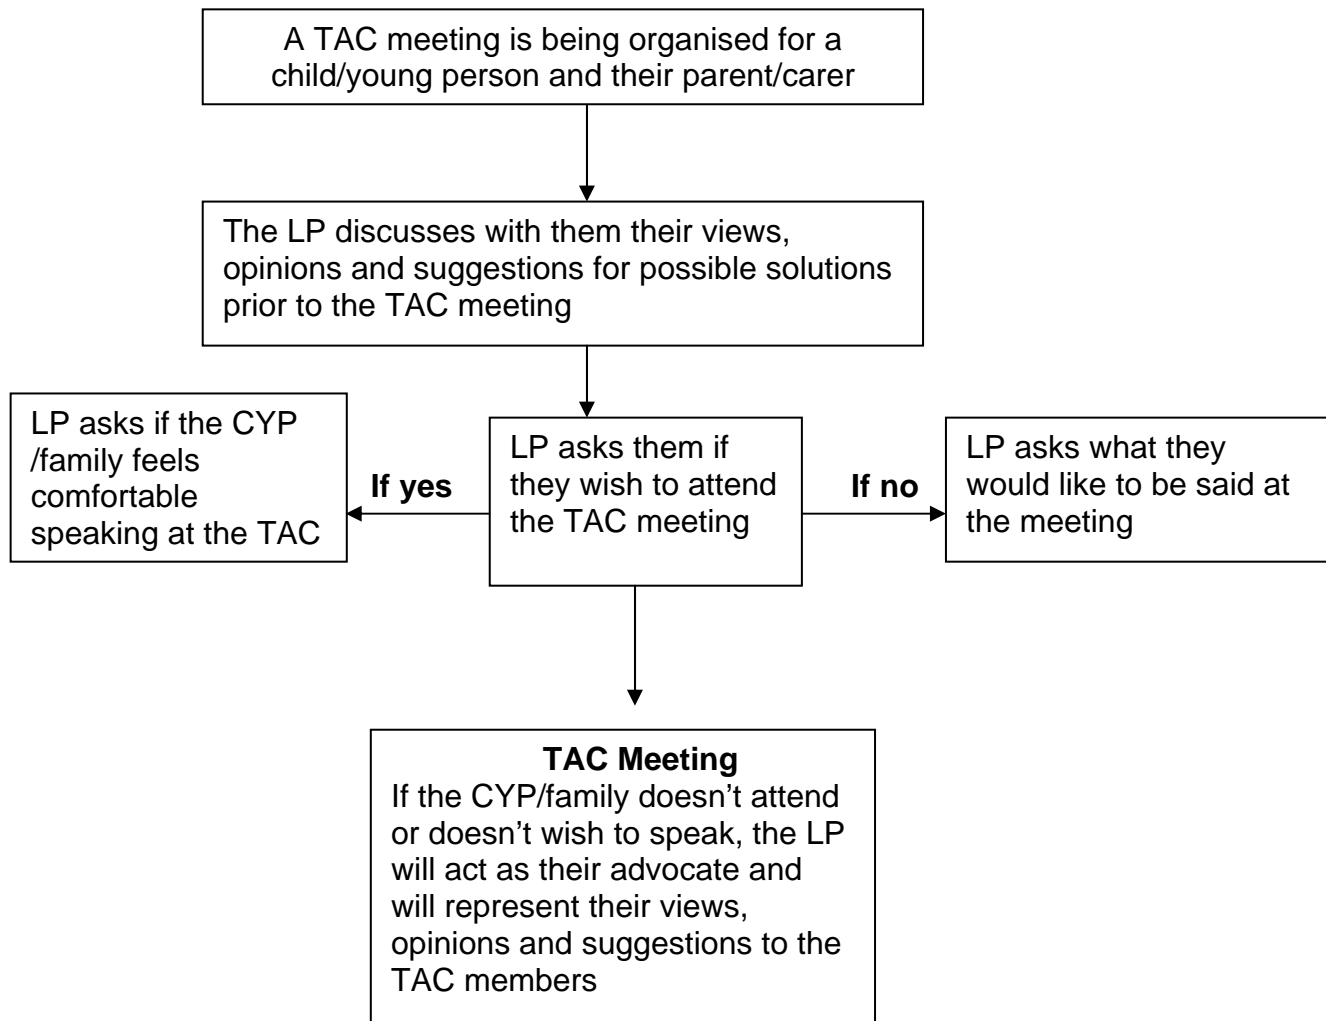 A TAC meeting is being organised for a
child/young person and their parent/carer
The LP discusses with them their views,
opinions and suggestions for possible solutions
prior to the TAC meeting
LP asks if the CYP
/family feels
comfortable
speaking at the TAC
If yes
LP asks them if
they wish to attend
the TAC meeting
If no
LP asks what they
would like to be said at
the meeting
TAC Meeting
If the CYP/family doesn’t attend
or doesn’t wish to speak, the LP
will act as their advocate and
will represent their views,
opinions and suggestions to the
TAC members